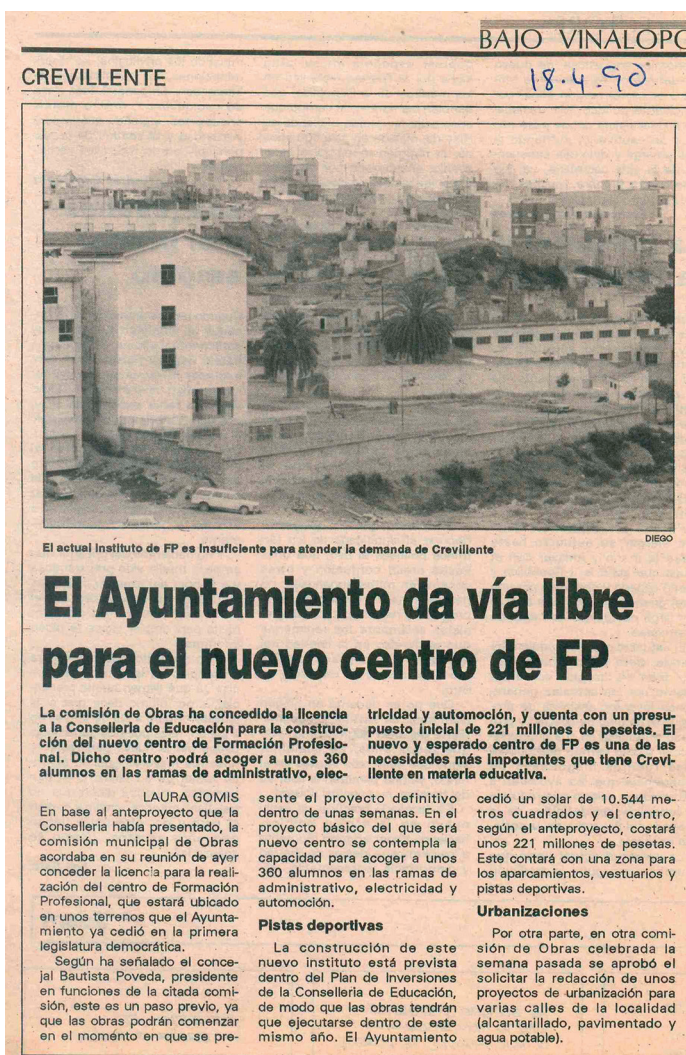 BAJO VINALOPO
CREVILLENTE
18.4.90
DIEGO
El actual instituto de FP es insuficiente para atender la demanda de Crevillente
El Ayuntamiento da vía libre
para el nuevo centro de FP
La comisión de Obras ha concedido la licencia
a la Conselleria de Educación para la construc-
ción del nuevo centro de Formación Profesio-
nal. Dicho centro podrá acoger a unos 360
alumnos en las ramas de administrativo, elec-
tricidad y automoción, y cuenta con un presu-
puesto inicial de 221 millones de pesetas. El
nuevo y esperado centro de FP es una de las
necesidades más importantes que tiene Crevi-
llente en materia educativa.
LAURA GOMIS
En base al anteproyecto que la
Conselleria había presentado, la
comisión municipal de Obras
acordaba en su reunión de ayer
conceder la licencia para la reali-
zación del centro de Formación
Profesional, que estará ubicado
en unos terrenos que el Ayunta-
miento ya cedió en la primera
legislatura democrática.
Según ha señalado el conce-
jal Bautista Poveda, presidente
en funciones de la citada comi-
sión, este es un paso previo, ya
que las obras podrán comenzar
en el moménto en que se pre-
sente el proyecto definitivo
dentro de unas semanas. En el
proyecto básico del que será
nuevo centro se contempla la
capacidad para acoger a unos
360 alumnos en las ramas de
administrativo, electricidad y
automoción.
Pistas deportivas
La construcción de este
nuevo instituto está prevista
dentro del Plan de Inversiones
de la Conselleria de Educación,
de modo que las obras tendrán
que ejecutarse dentro de este
mismo año. El Ayuntamiento
cedió un solar de 10.544 me-
tros cuadrados y el centro,
según el anteproyecto, costará
unos 221 millones de pesetas.
Este contará con una zona para
los aparcamientos, vestuarios y
pistas deportivas.
Urbanizaciones
Por otra parte, en otra comi-
sión de Obras celebrada la
semana pasada se aprobó el
solicitar la redacción de unos
proyectos de urbanización para
varias calles de la localidad
(alcantarillado, pavimentado y
agua potable).